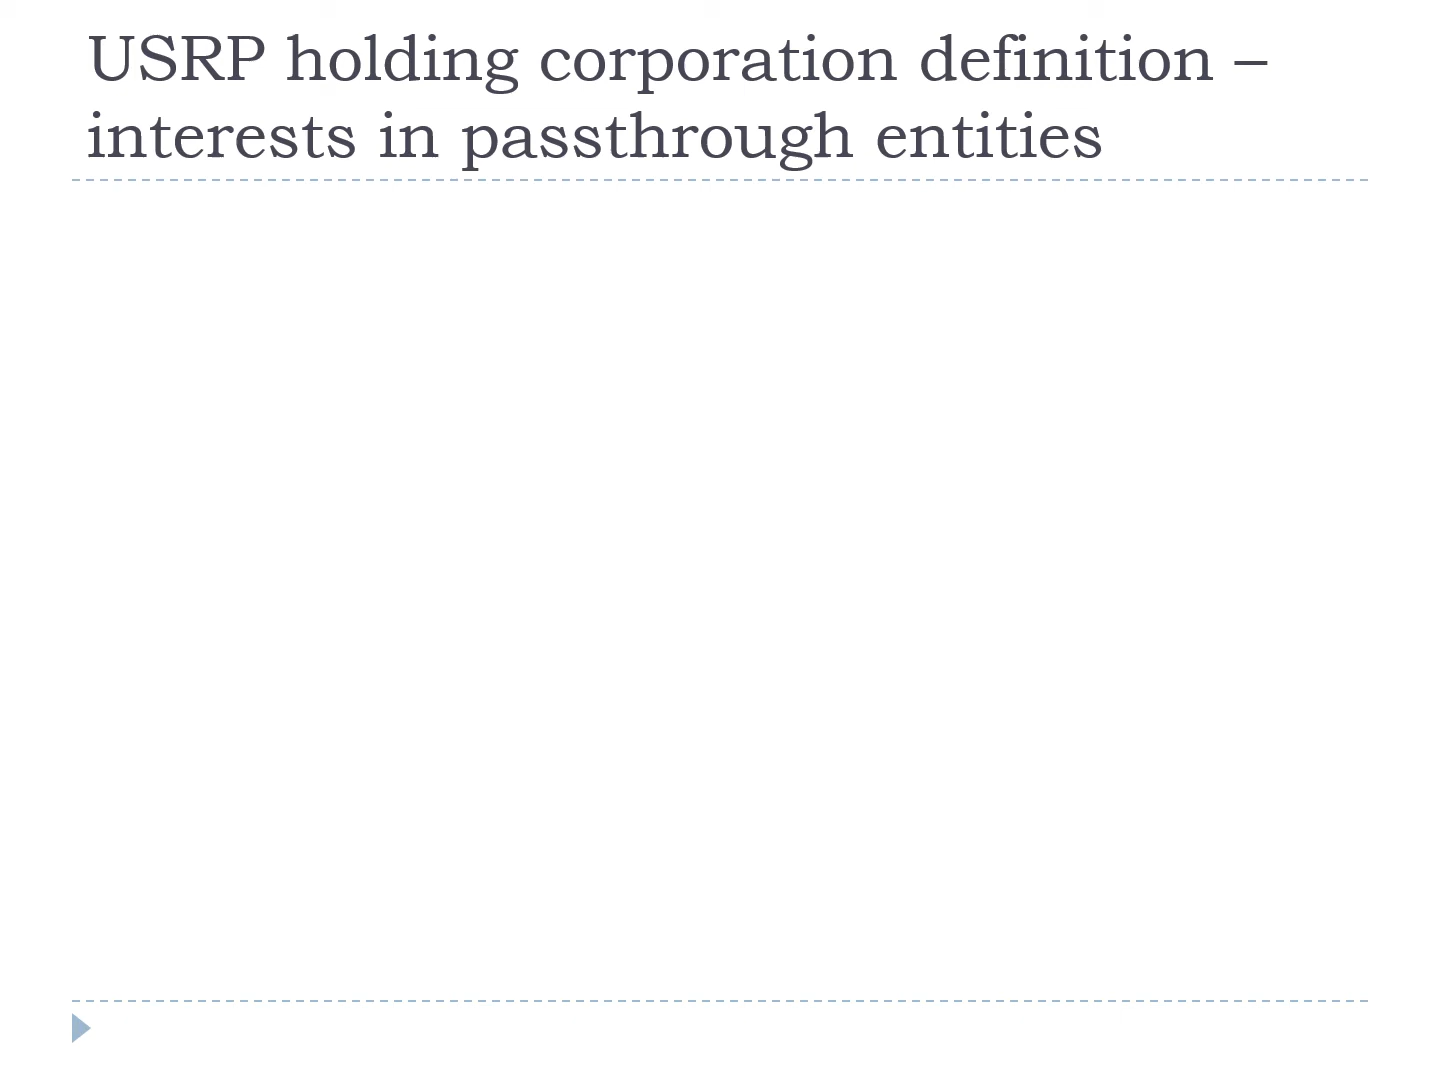 USRP holding corporation definition –
interests in passthrough entities